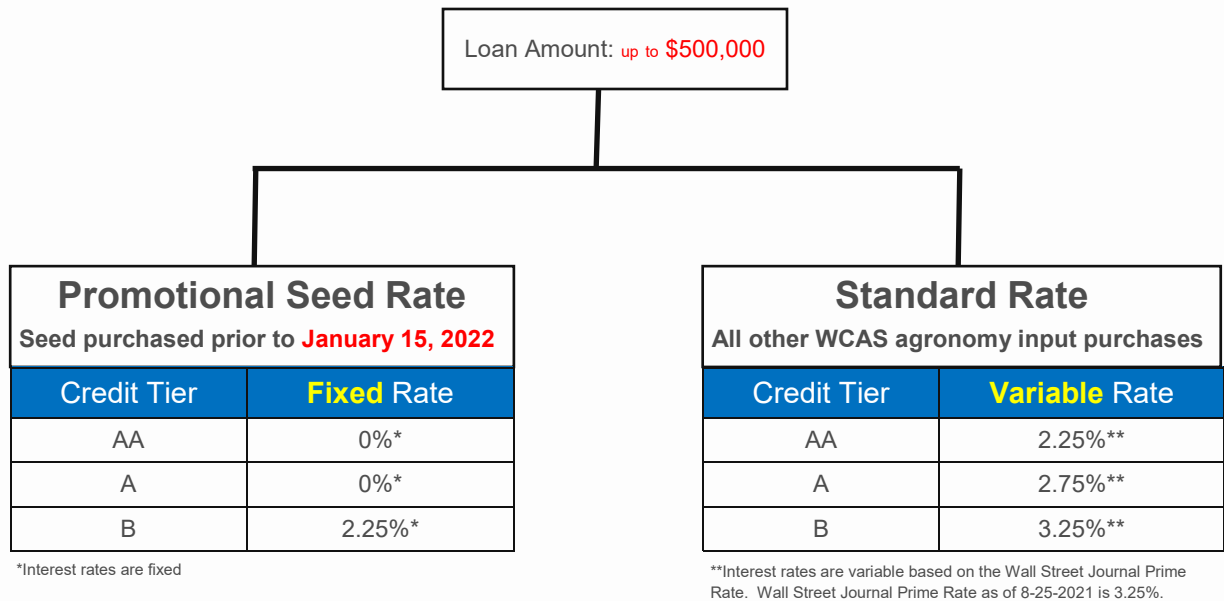 Loan Amount: up to $500,000
Promotional Seed Rate
Seed purchased prior to January 15, 2022
Credit Tier Fixed Rate
AA 0%*
A 0%*
B 2.25%*
*Interest rates are fixed
Standard Rate
All other WCAS agronomy input purchases
Credit Tier Variable Rate
AA 2.25%**
A 2.75%**
B 3.25%**
**Interest rates are variable based on the Wall Street Journal Prime
Rate. Wall Street Journal Prime Rate as of 8-25-2021 is 3.25%.